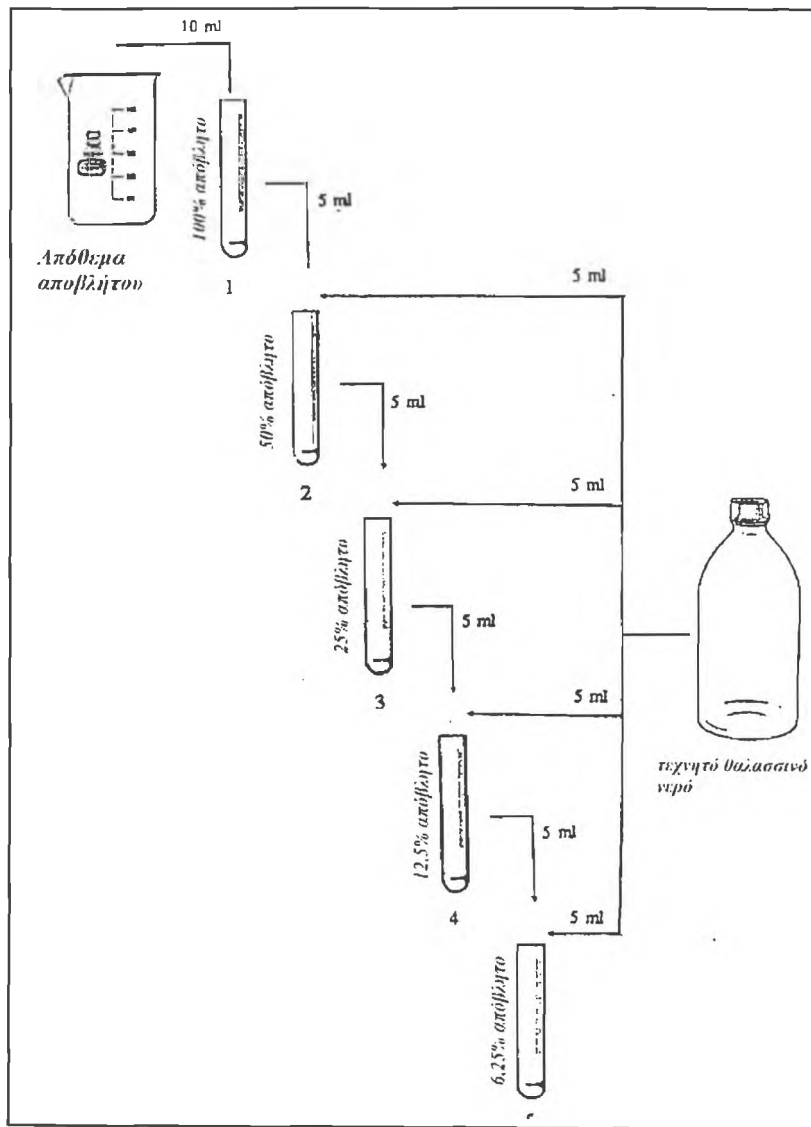 10 ml
100% απόβλητο
5 ml
Απόθεμα
αποβλήτου
1
5 ml
50% απόβλητο
5 ml
2
5 ml
25% απόβλητο
5 ml
3
5 ml
τεχνητό θαλασσινό
νερό
12,5% απόβλητο
5 ml
4
5 ml
6,25% απόβλητο